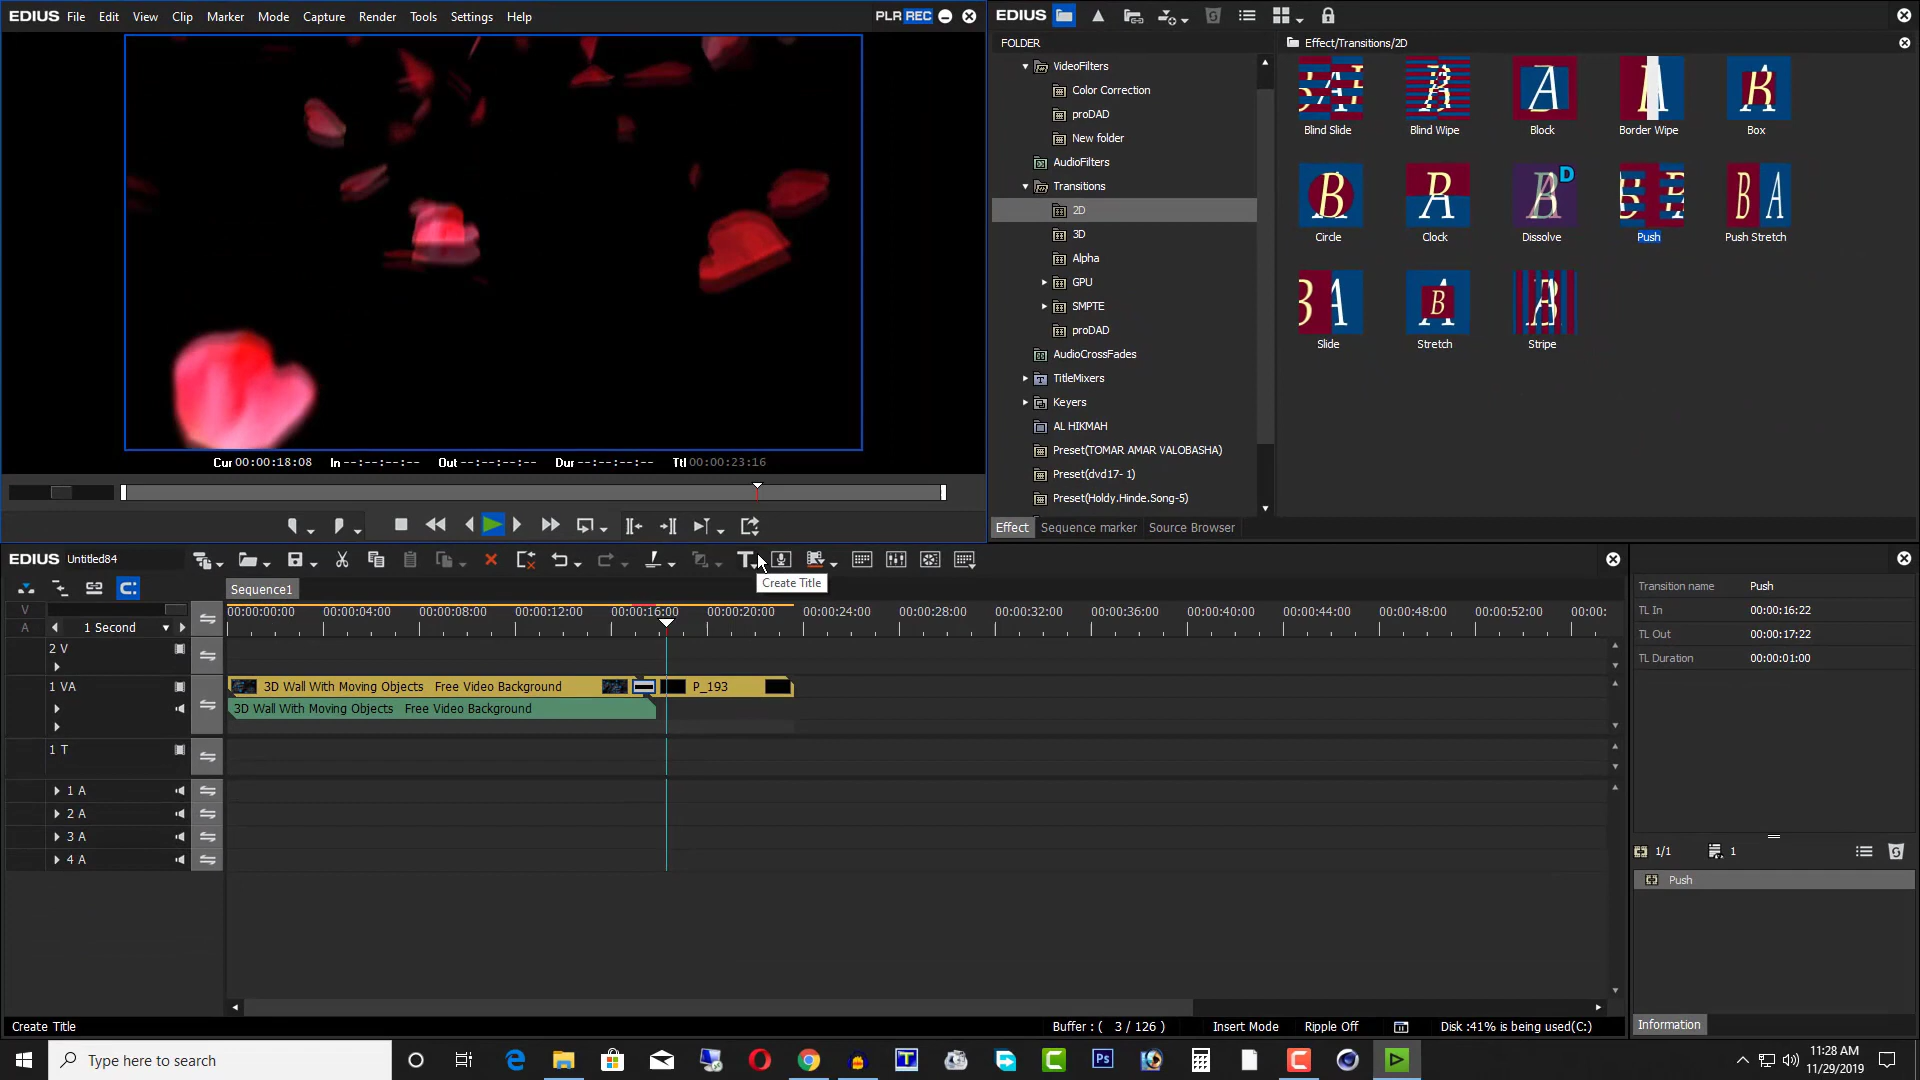 EDIUS File Edit View Clip Marker Mode Capture Render Tools Settings Help
PLR REC
Cur 00:00:18:08 In --:--:--:-- Out --:--:--:-- Dur --:--:--:-- Ttl 00:00:23:16
EDIUS
FOLDER
VideoFilters
Color Correction
proDAD
New folder
AudioFilters
Transitions
2D
3D
Alpha
GPU
SMPTE
proDAD
AudioCrossFades
TitleMixers
Keyers
AL HIKMAH
Preset(TOMAR AMAR VALOBASHA)
Preset(dvd17- 1)
Preset(Holdy.Hinde.Song-5)
Effect Sequence marker Source Browser
Effect/Transitions/2D
Blind Slide Blind Wipe Block Border Wipe Box
Circle Clock Dissolve Push Push Stretch
Slide Stretch Stripe
EDIUS Untitled84
Create Title
Sequence1
V
A
1 Second
00:00:00:00 00:00:04:00 00:00:08:00 00:00:12:00 00:00:16:00 00:00:20:00 00:00:24:00 00:00:28:00 00:00:32:00 00:00:36:00 00:00:40:00 00:00:44:00 00:00:48:00 00:00:52:00 00:00:
2 V
1 VA
3D Wall With Moving Objects Free Video Background P_193
3D Wall With Moving Objects Free Video Background
1 T
1 A
2 A
3 A
4 A
Transition name Push
TL In 00:00:16:22
TL Out 00:00:17:22
TL Duration 00:00:01:00
1/1 1
Push
Information
Create Title Buffer : ( 3 / 126 ) Insert Mode Ripple Off Disk :41% is being used(C:)
Type here to search
11:28 AM
11/29/2019